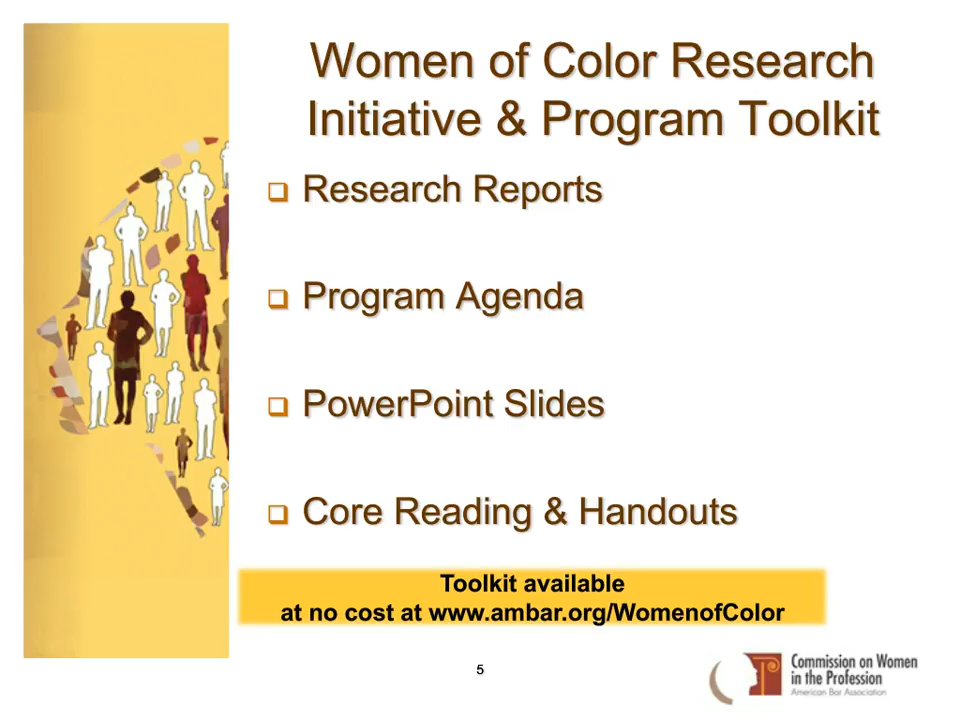 Women of Color Research
Initiative & Program Toolkit
Research Reports
Program Agenda
PowerPoint Slides
Core Reading & Handouts
Toolkit available
at no cost at www.ambar.org/WomenofColor
5
Commission on Women
in the Profession
American Bar Association